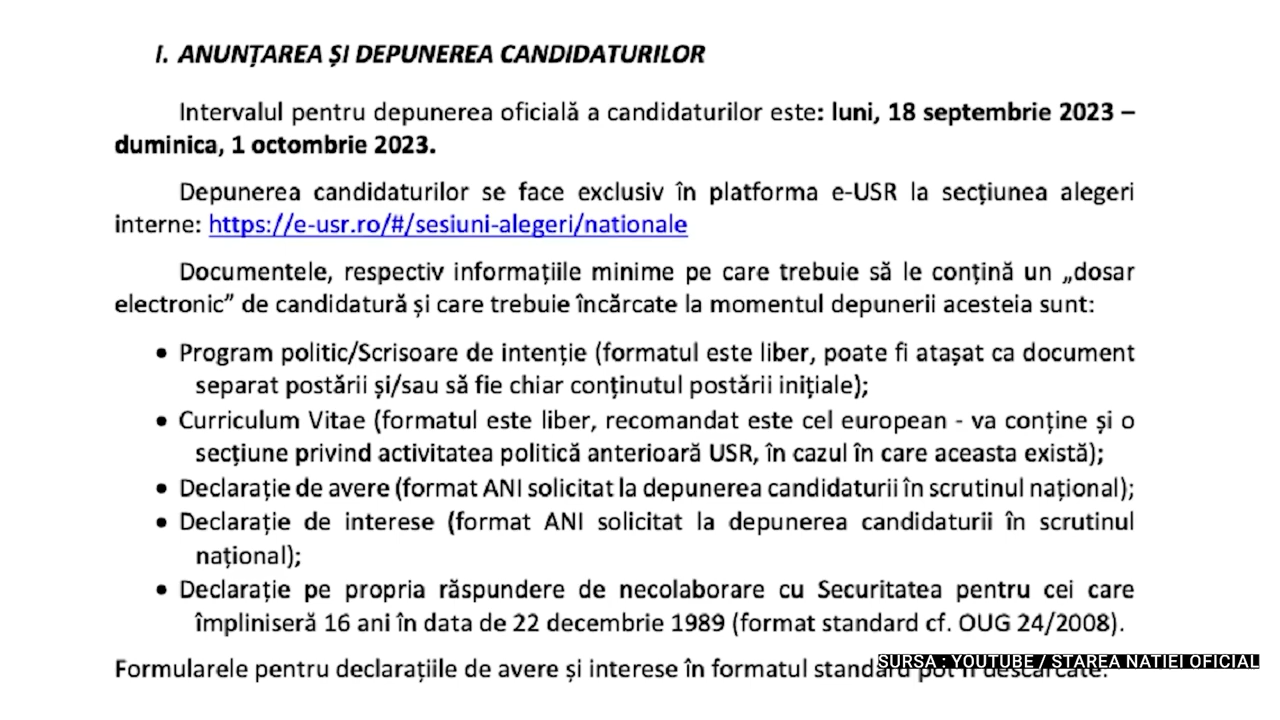 I. ANUNȚAREA ȘI DEPUNEREA CANDIDATURILOR
Intervalul pentru depunerea oficială a candidaturilor este: luni, 18 septembrie 2023 –
duminica, 1 octombrie 2023.
Depunerea candidaturilor se face exclusiv în platforma e-USR la secțiunea alegeri
interne: https://e-usr.ro/#/sesiuni-alegeri/nationale
Documentele, respectiv informațiile minime pe care trebuie să le conțină un „dosar
electronic” de candidatură și care trebuie încărcate la momentul depunerii acesteia sunt:
• Program politic/Scrisoare de intenție (formatul este liber, poate fi atașat ca document
separat postării și/sau să fie chiar conținutul postării inițiale);
• Curriculum Vitae (formatul este liber, recomandat este cel european - va conține și o
secțiune privind activitatea politică anterioară USR, în cazul în care aceasta există);
• Declarație de avere (format ANI solicitat la depunerea candidaturii în scrutinul național);
• Declarație de interese (format ANI solicitat la depunerea candidaturii în scrutinul
național);
• Declarație pe propria răspundere de necolaborare cu Securitatea pentru cei care
împliniseră 16 ani în data de 22 decembrie 1989 (format standard cf. OUG 24/2008).
Formularele pentru declarațiile de avere și interese în formatul standard pot fi descărcate:
SURSA : YOUTUBE / STAREA NATIEI OFICIAL